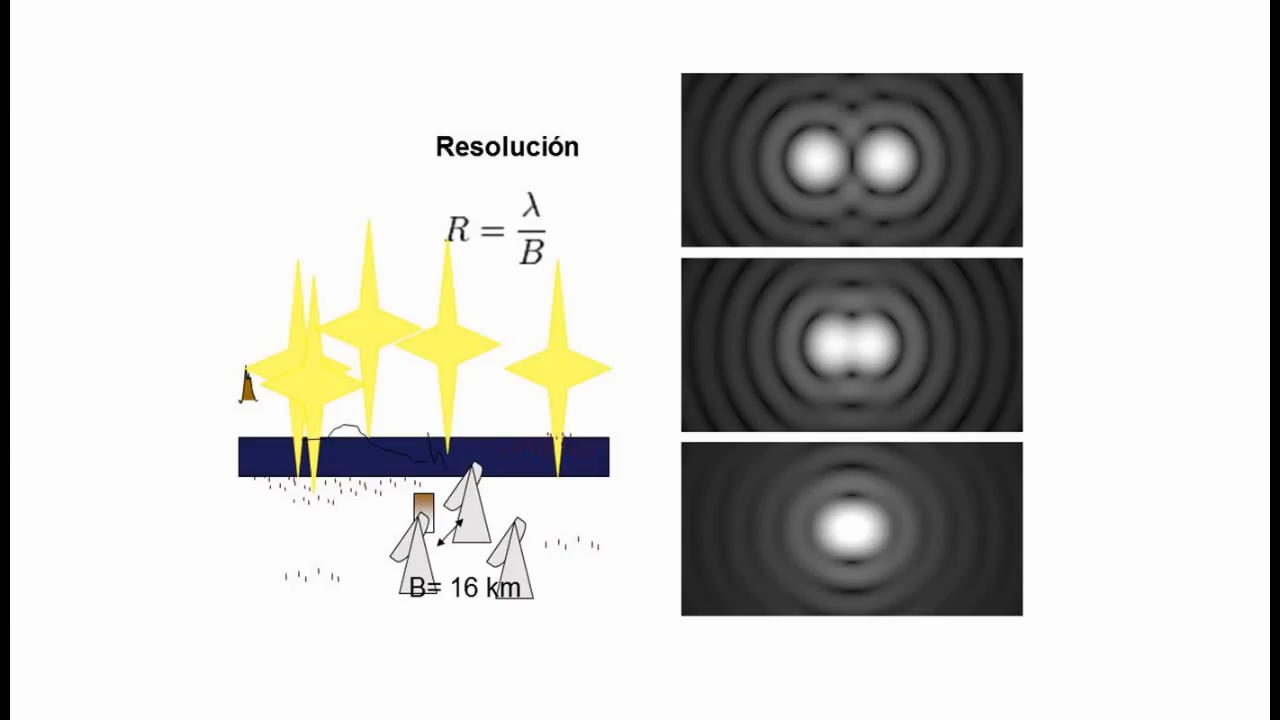 Resolución
R = λ/B
B= 16 km